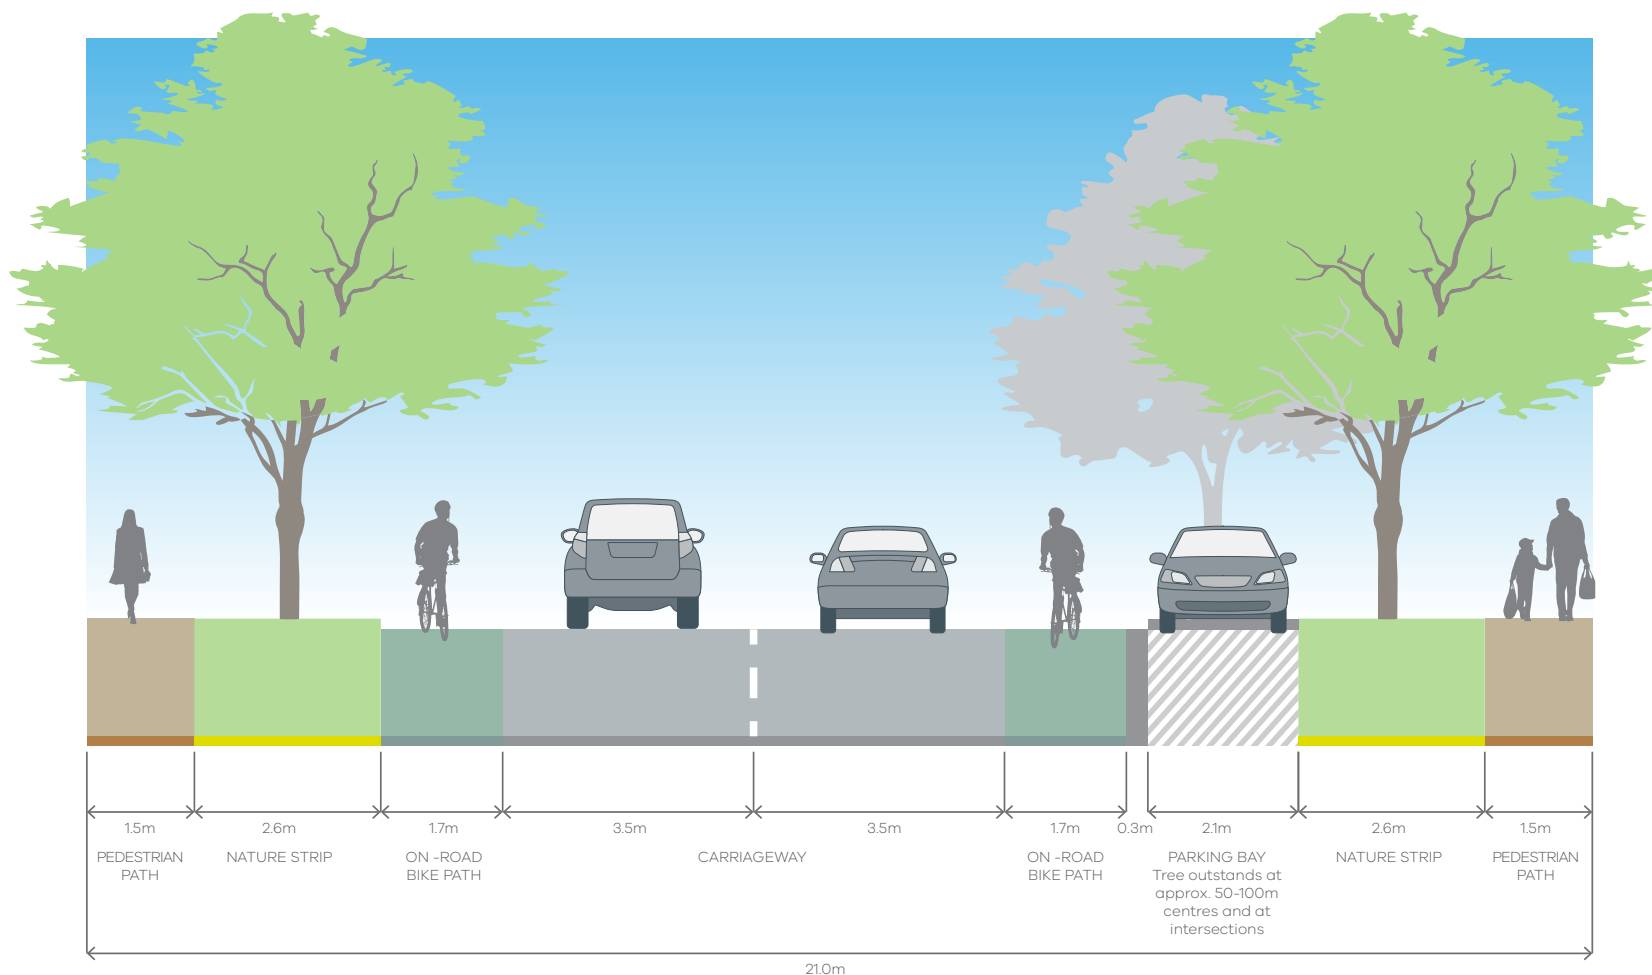 1.5m
2.6m
1.7m
3.5m
3.5m
1.7m
0.3m
2.1m
2.6m
1.5m
PEDESTRIAN
PATH
NATURE STRIP
ON -ROAD
BIKE PATH
CARRIAGEWAY
ON -ROAD
BIKE PATH
PARKING BAY
Tree outstands at
approx. 50-100m
centres and at
intersections
NATURE STRIP
PEDESTRIAN
PATH
21.0m